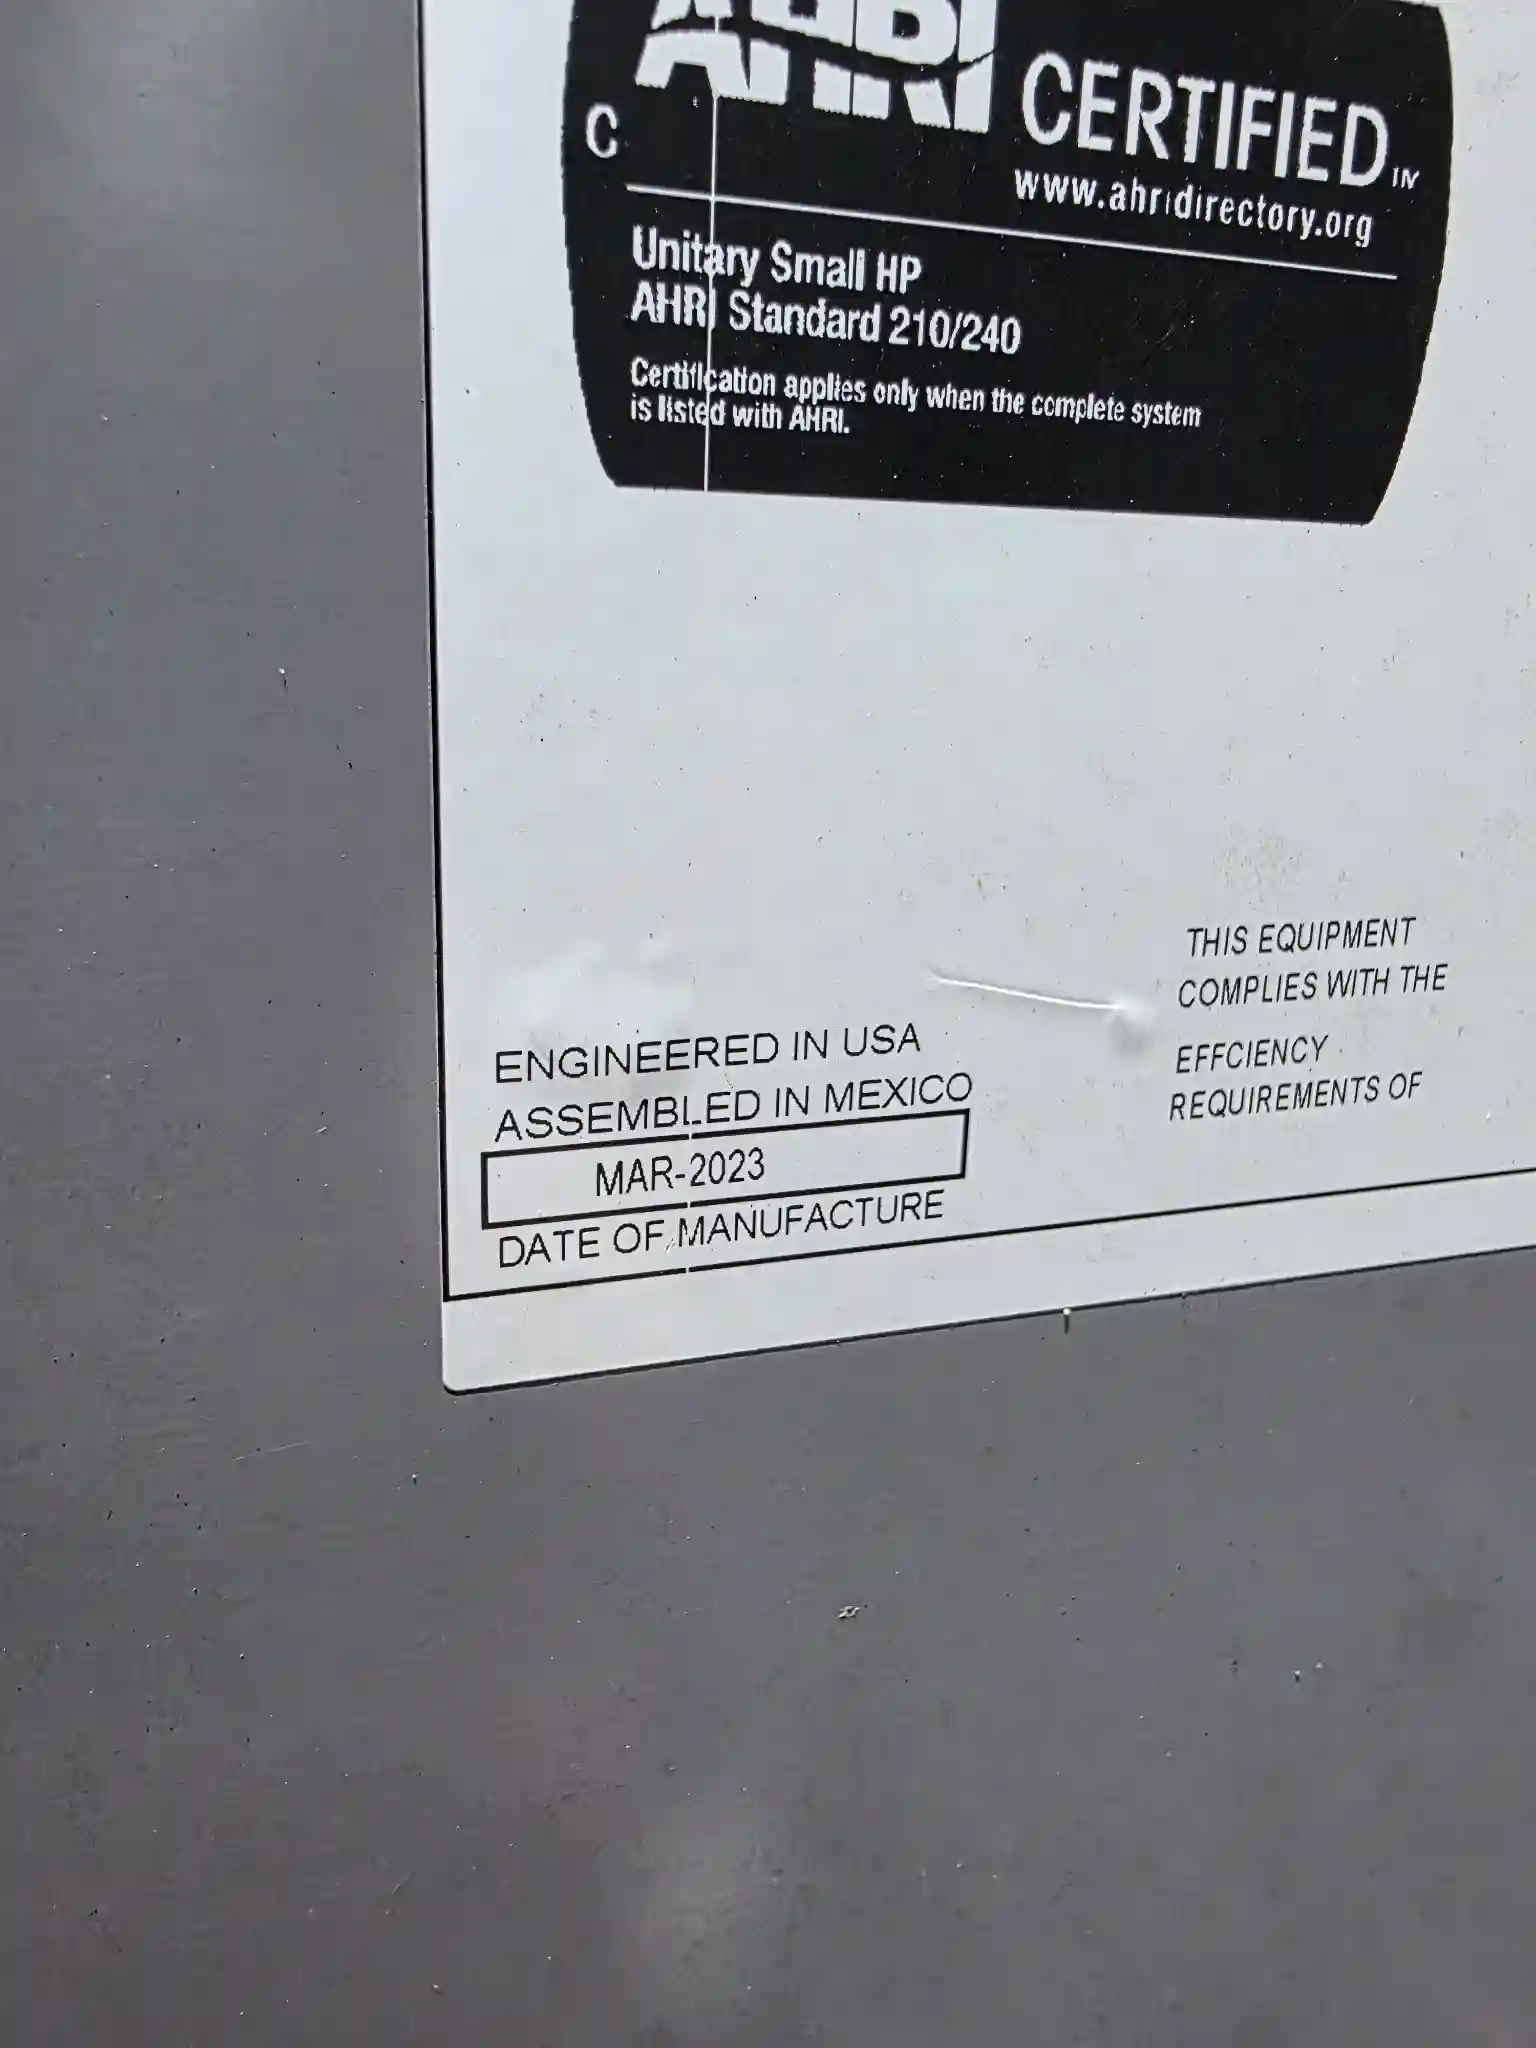 AHRI CERTIFIED
TM
C
www.ahridirectory.org
Unitary Small HP
AHRI Standard 210/240
Certification applies only when the complete system
is listed with AHRI.
THIS EQUIPMENT
COMPLIES WITH THE
EFFCIENCY
REQUIREMENTS OF
ENGINEERED IN USA
ASSEMBLED IN MEXICO
MAR-2023
DATE OF MANUFACTURE